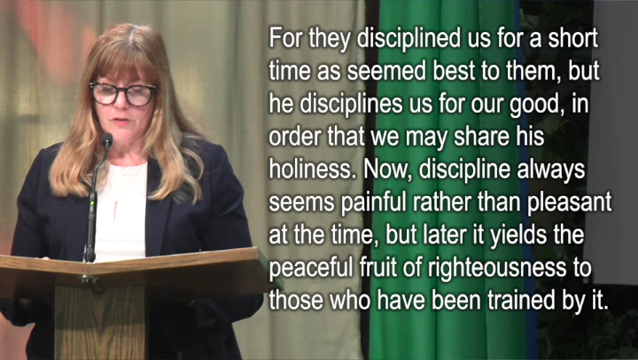 For they disciplined us for a short
time as seemed best to them, but
he disciplines us for our good, in
order that we may share his
holiness. Now, discipline always
seems painful rather than pleasant
at the time, but later it yields the
peaceful fruit of righteousness to
those who have been trained by it.